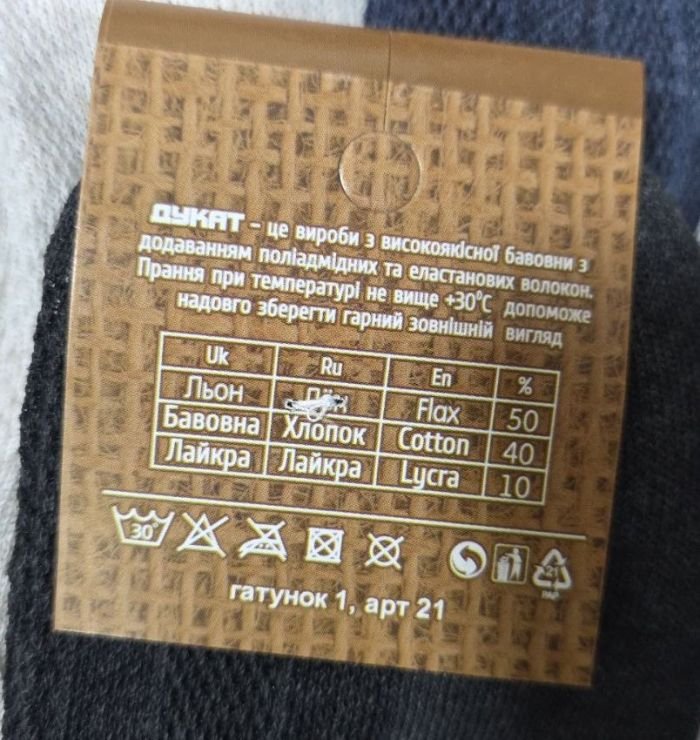 ДУКАТ – це вироби з високоякісної бавовни з
додаванням поліадмідних та еластанових волокон.
Прання при температурі не вище +30°C допоможе
надовго зберегти гарний зовнішній вигляд
Uk Ru En %
Льон Flax 50
Бавовна Хлопок Cotton 40
Лайкра Лайкра Lycra 10
30°
21
PAP
гатунок 1, арт 21